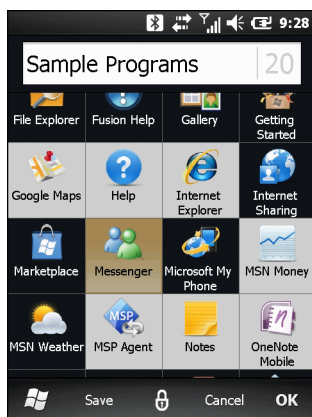 9:28
Sample Programs 20
File Explorer Fusion Help Gallery Getting
Started
Google Maps Help Internet Internet
Explorer Sharing
Marketplace Messenger Microsoft My MSN Money
Phone
MSP
MSN Weather MSP Agent Notes OneNote
Mobile
Save Cancel OK